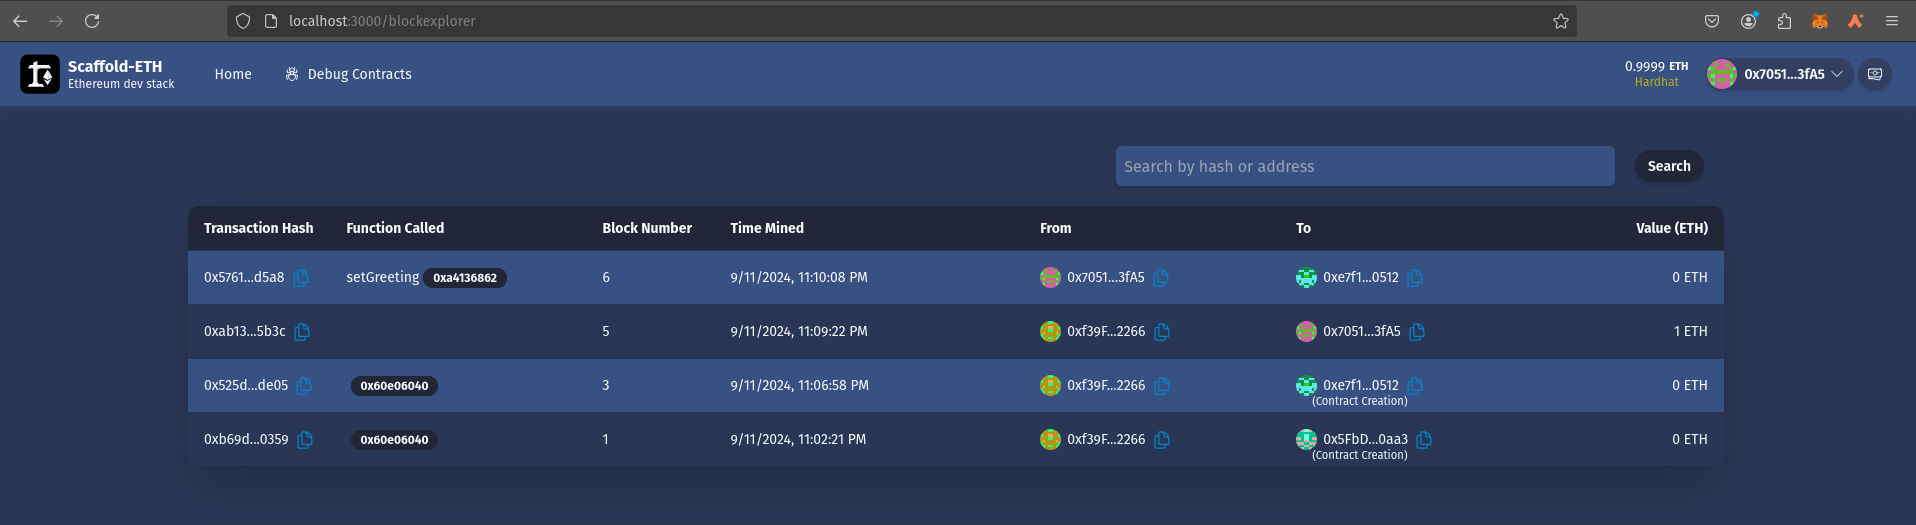 localhost:3000/blockexplorer
Scaffold-ETH
Ethereum dev stack
Home
Debug Contracts
0.9999 ETH
Hardhat
0x7051...3fA5
Search by hash or address
Search
Transaction Hash Function Called Block Number Time Mined From To Value (ETH)
0x5761...d5a8 setGreeting 0xa4136862 6 9/11/2024, 11:10:08 PM 0x7051...3fA5 0xe7f1...0512 0 ETH
0xab13...5b3c 5 9/11/2024, 11:09:22 PM 0xf39F...2266 0x7051...3fA5 1 ETH
0x525d...de05 0x60e06040 3 9/11/2024, 11:06:58 PM 0xf39F...2266 0xe7f1...0512 0 ETH
(Contract Creation)
0xb69d...0359 0x60e06040 1 9/11/2024, 11:02:21 PM 0xf39F...2266 0x5FbD...0aa3 0 ETH
(Contract Creation)